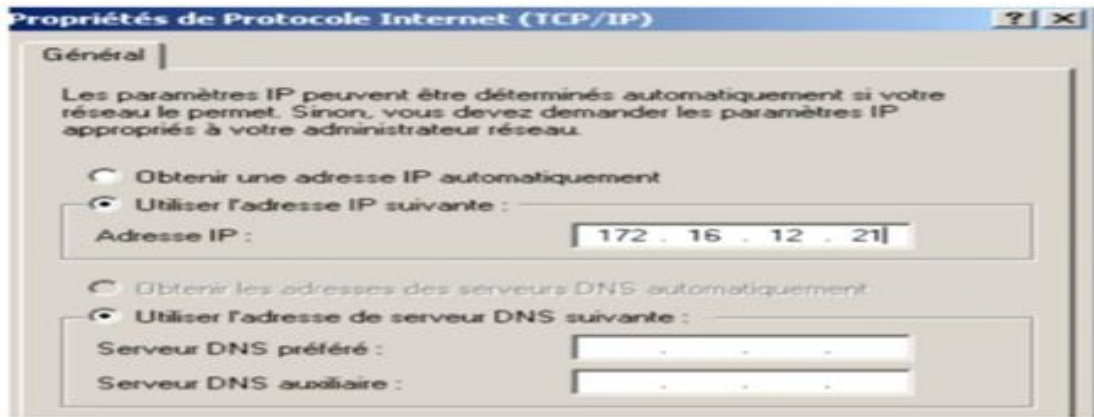 Propriétés de Protocole Internet (TCP/IP) ? X
Général
Les paramètres IP peuvent être déterminés automatiquement si votre
réseau le permet. Sinon, vous devez demander les paramètres IP
appropriés à votre administrateur réseau.
Obtenir une adresse IP automatiquement
Utiliser l'adresse IP suivante :
Adresse IP : 172 . 16 . 12 . 21
Obtenir les adresses des serveurs DNS automatiquement
Utiliser l'adresse de serveur DNS suivante :
Serveur DNS préféré : . . .
Serveur DNS auxiliaire : . . .